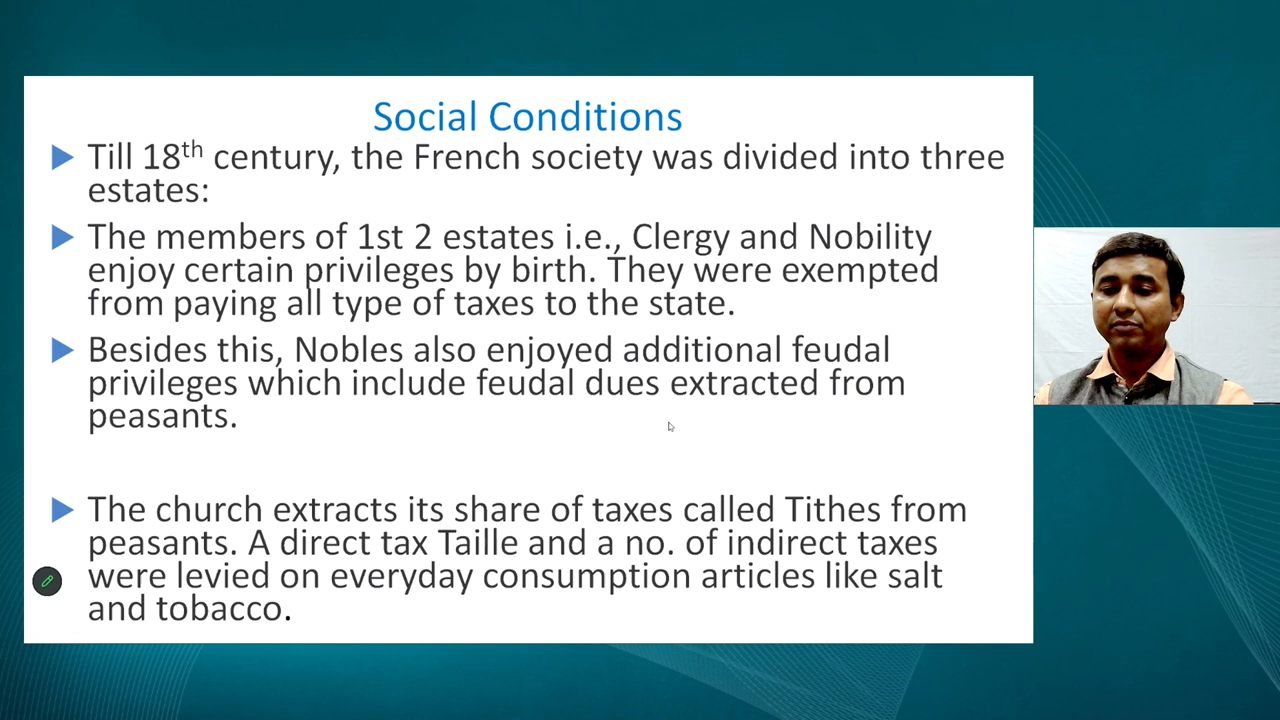 Social Conditions
Till 18th century, the French society was divided into three
estates:
The members of 1st 2 estates i.e., Clergy and Nobility
enjoy certain privileges by birth. They were exempted
from paying all type of taxes to the state.
Besides this, Nobles also enjoyed additional feudal
privileges which include feudal dues extracted from
peasants.
The church extracts its share of taxes called Tithes from
peasants. A direct tax Taille and a no. of indirect taxes
were levied on everyday consumption articles like salt
and tobacco.